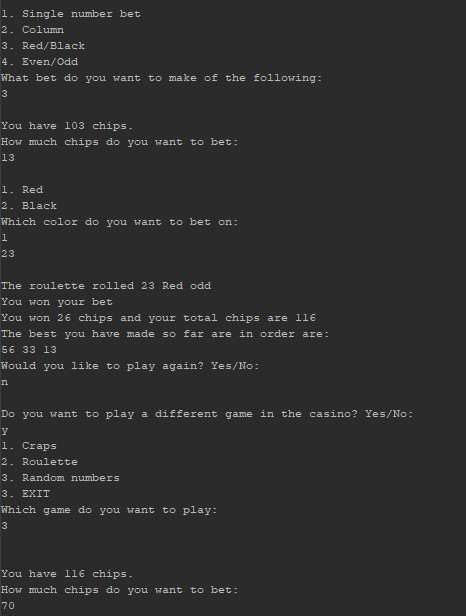 1. Single number bet
2. Column
3. Red/Black
4. Even/Odd
What bet do you want to make of the following:
3
You have 103 chips.
How much chips do you want to bet:
13
1. Red
2. Black
Which color do you want to bet on:
1
23
The roulette rolled 23 Red odd
You won your bet
You won 26 chips and your total chips are 116
The best you have made so far are in order are:
56 33 13
Would you like to play again? Yes/No:
n
Do you want to play a different game in the casino? Yes/No:
y
1. Craps
2. Roulette
3. Random numbers
3. EXIT
Which game do you want to play:
3
You have 116 chips.
How much chips do you want to bet:
70